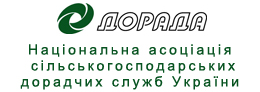 ДОРАДА
Національна асоціація
сільськогосподарських
дорадчих служб України